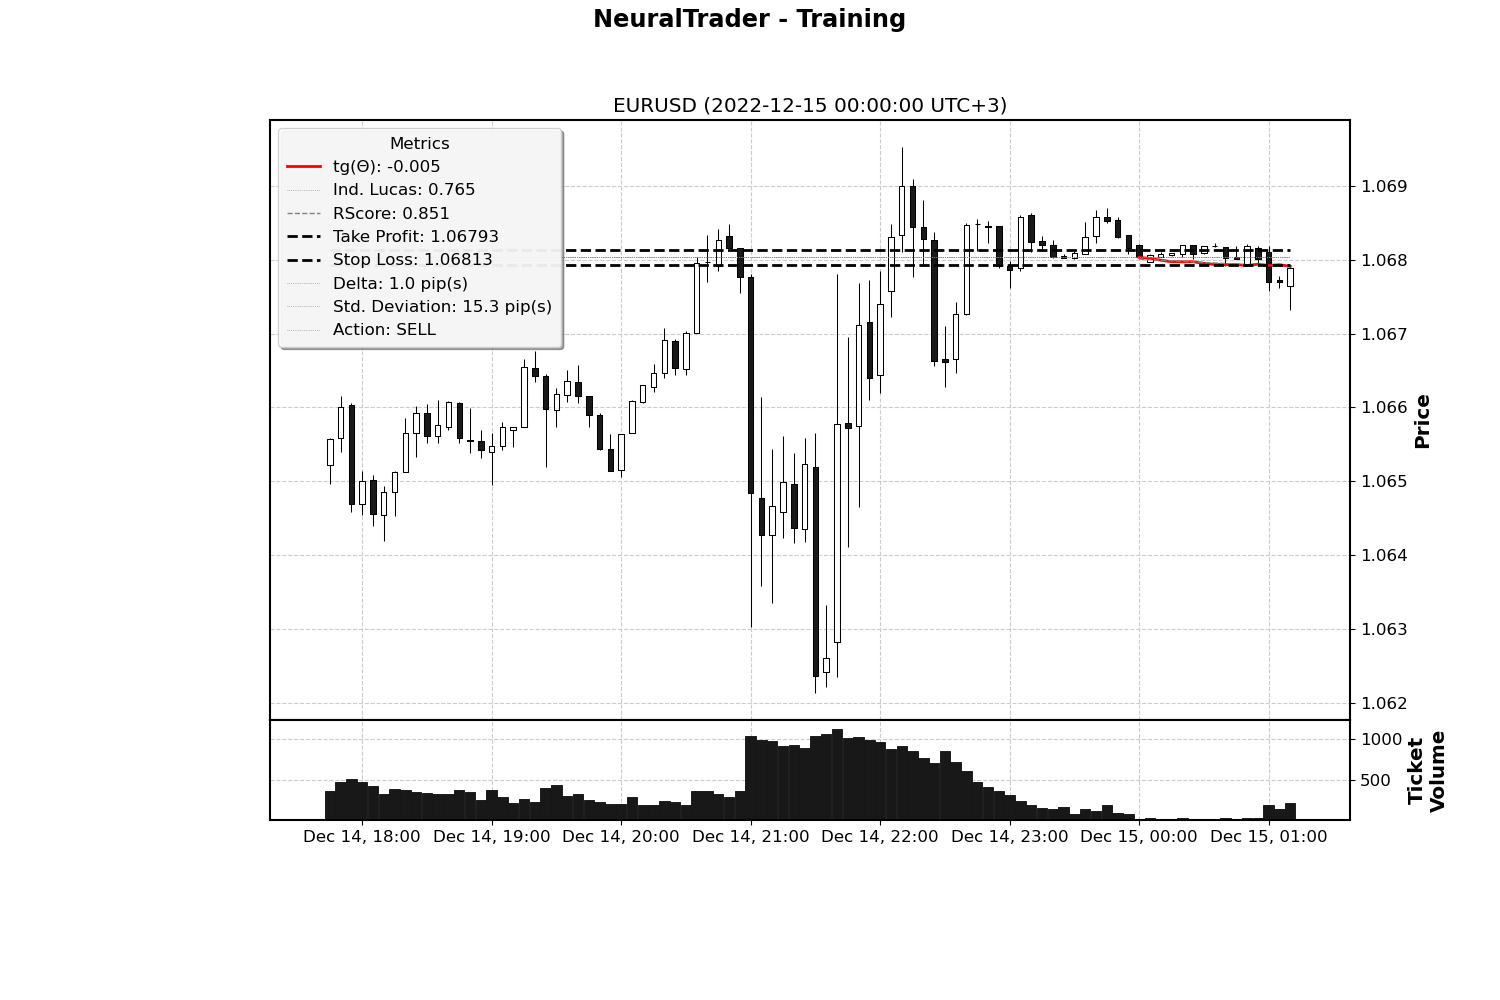 NeuralTrader - Training
EURUSD (2022-12-15 00:00:00 UTC+3)
Metrics
tg(Θ): -0.005
Ind. Lucas: 0.765
RScore: 0.851
Take Profit: 1.06793
Stop Loss: 1.06813
Delta: 1.0 pip(s)
Std. Deviation: 15.3 pip(s)
Action: SELL
1.069
1.068
1.067
1.066
1.065
1.064
1.063
1.062
Price
1000
500
Ticket
Volume
Dec 14, 18:00 Dec 14, 19:00 Dec 14, 20:00 Dec 14, 21:00 Dec 14, 22:00 Dec 14, 23:00 Dec 15, 00:00 Dec 15, 01:00